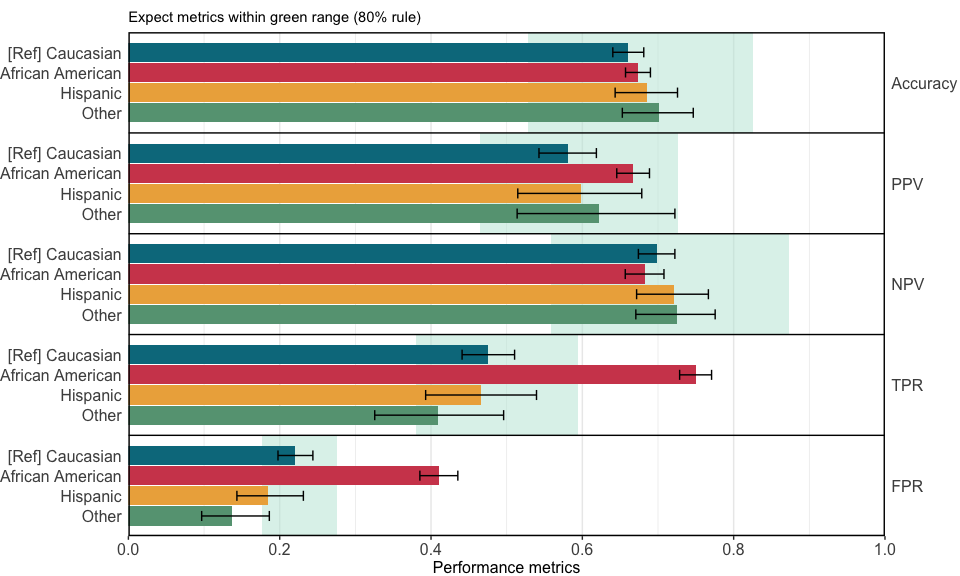 Expect metrics within green range (80% rule)
[Ref] Caucasian
African American
Hispanic
Other
Accuracy
[Ref] Caucasian
African American
Hispanic
Other
PPV
[Ref] Caucasian
African American
Hispanic
Other
NPV
[Ref] Caucasian
African American
Hispanic
Other
TPR
[Ref] Caucasian
African American
Hispanic
Other
FPR
0.0 0.2 0.4 0.6 0.8 1.0
Performance metrics